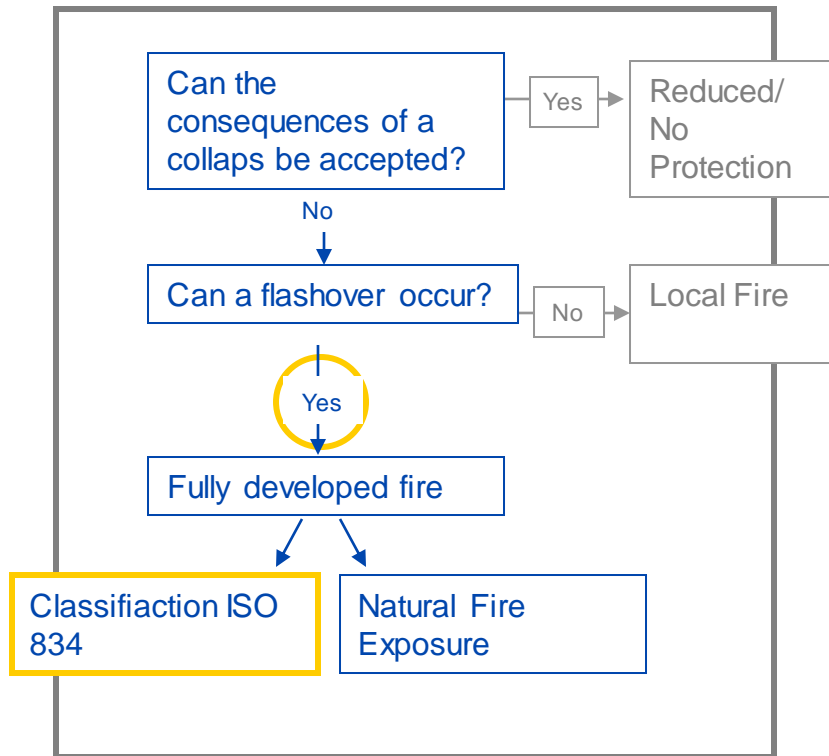 Can the
consequences of a
collaps be accepted?
Yes
Reduced/
No
Protection
No
Can a flashover occur?
No
Local Fire
Yes
Fully developed fire
Classifiaction ISO
834
Natural Fire
Exposure